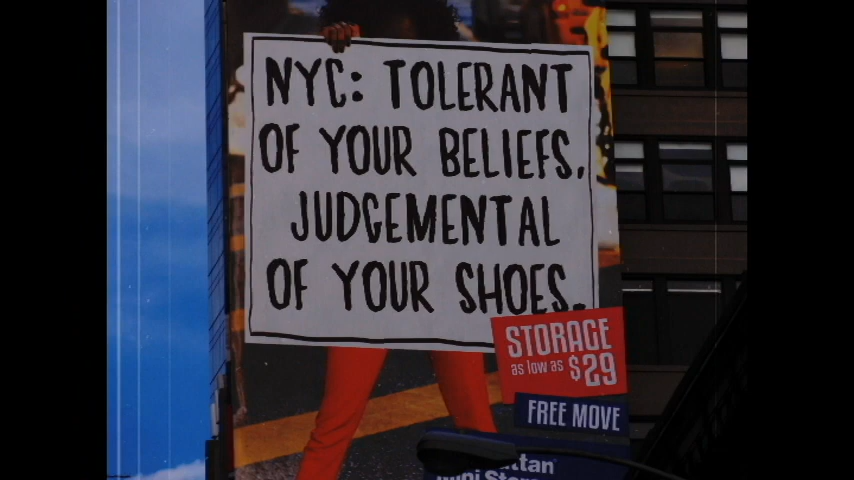 NYC: TOLERANT
OF YOUR BELIEFS.
JUDGEMENTAL
OF YOUR SHOES.
STORAGE
as low as $29
FREE MOVE